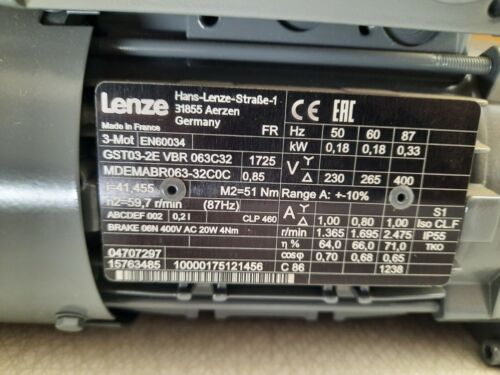 Lenze
Hans-Lenze-Straße-1
31855 Aerzen
Germany
Made in France
CE EAC
FR Hz 50 60 87
3-Mot EN60034 kW 0,18 0,18 0,33
GST03-2E VBR 063C32 1725
V Y 230 265 400
MDEMABR063-32C0C 0,85
i=41,455 M2=51 Nm Range A: +-10%
n2=59,7 r/min (87Hz)
A Y 1,00 0,80 1,00 S1
Iso CL.F
ABCDEF 002 0,2 l CLP 460
r/min 1.365 1.695 2.475 IP55
BRAKE 06N 400V AC 20W 4Nm η % 64,0 66,0 71,0 TKO
04707297 cosφ 0,70 0,68 0,65
15763485 10000175121456 C 86 1238